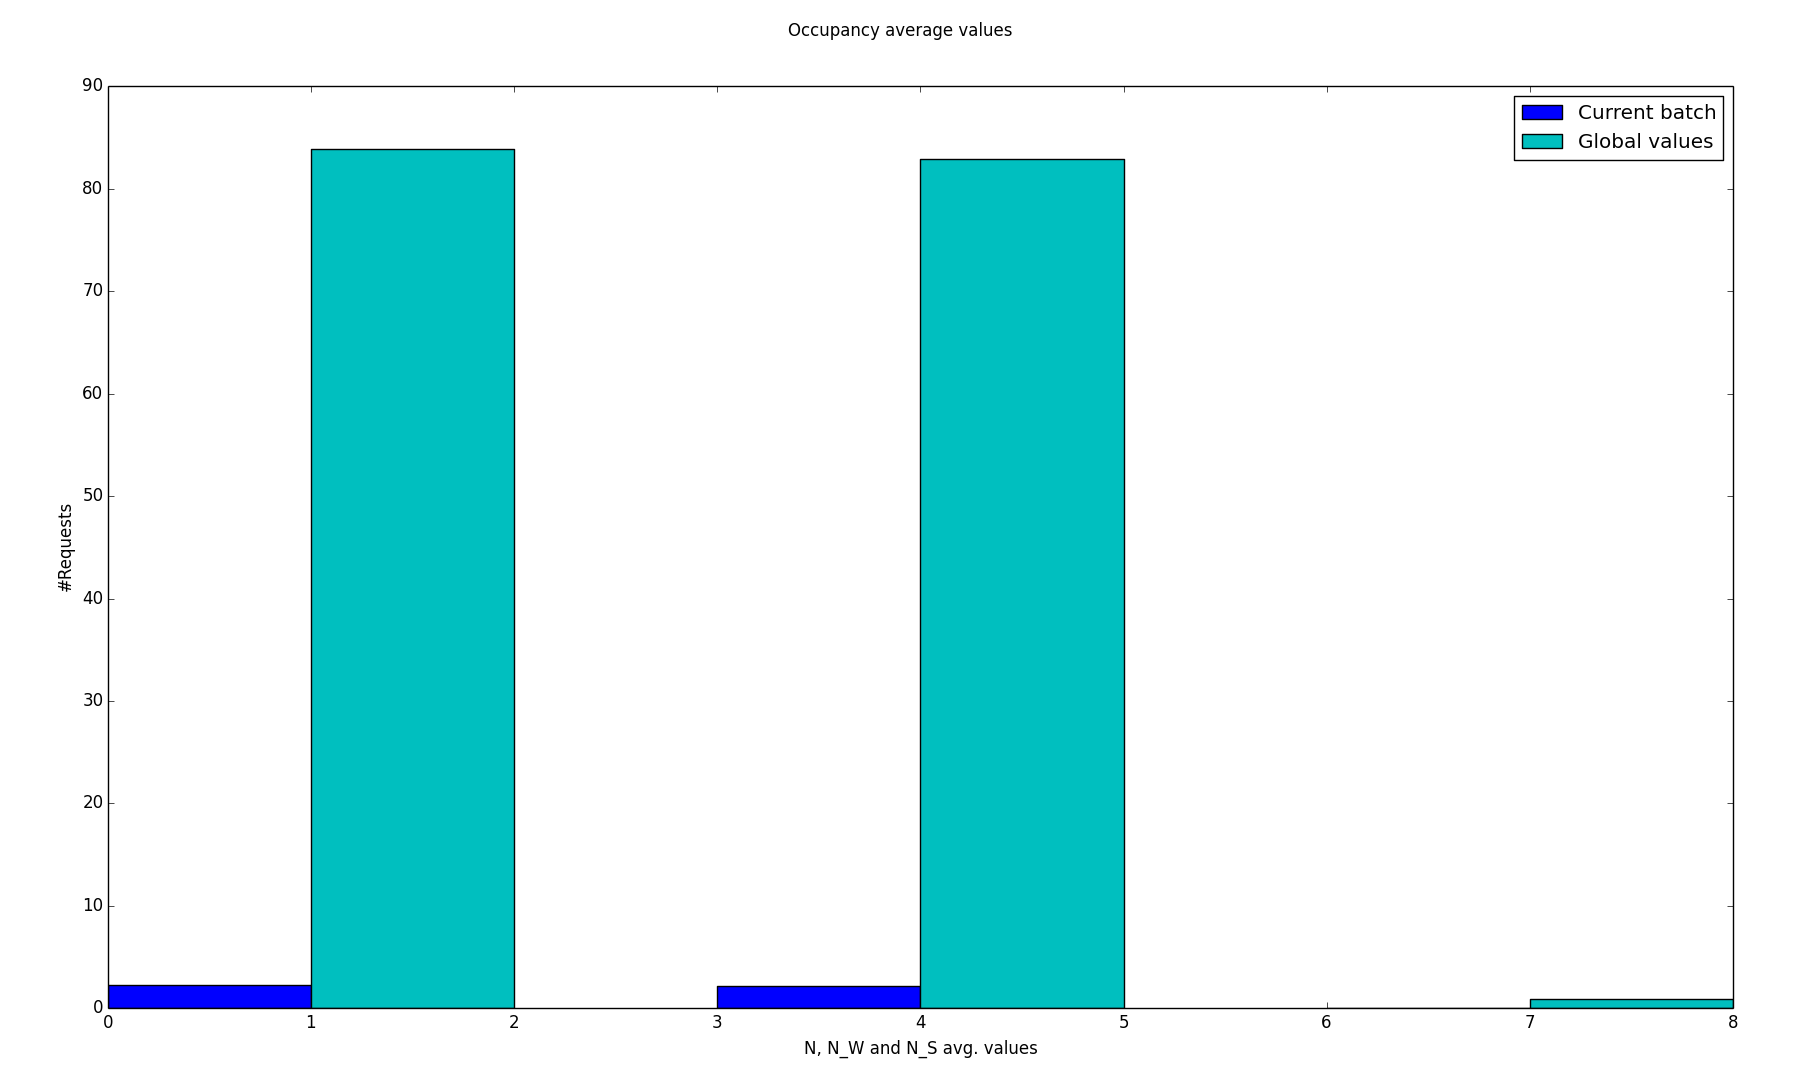 Occupancy average values
90
80
70
60
50
40
30
20
10
0
#Requests
Current batch
Global values
0 1 2 3 4 5 6 7 8
N, N_W and N_S avg. values